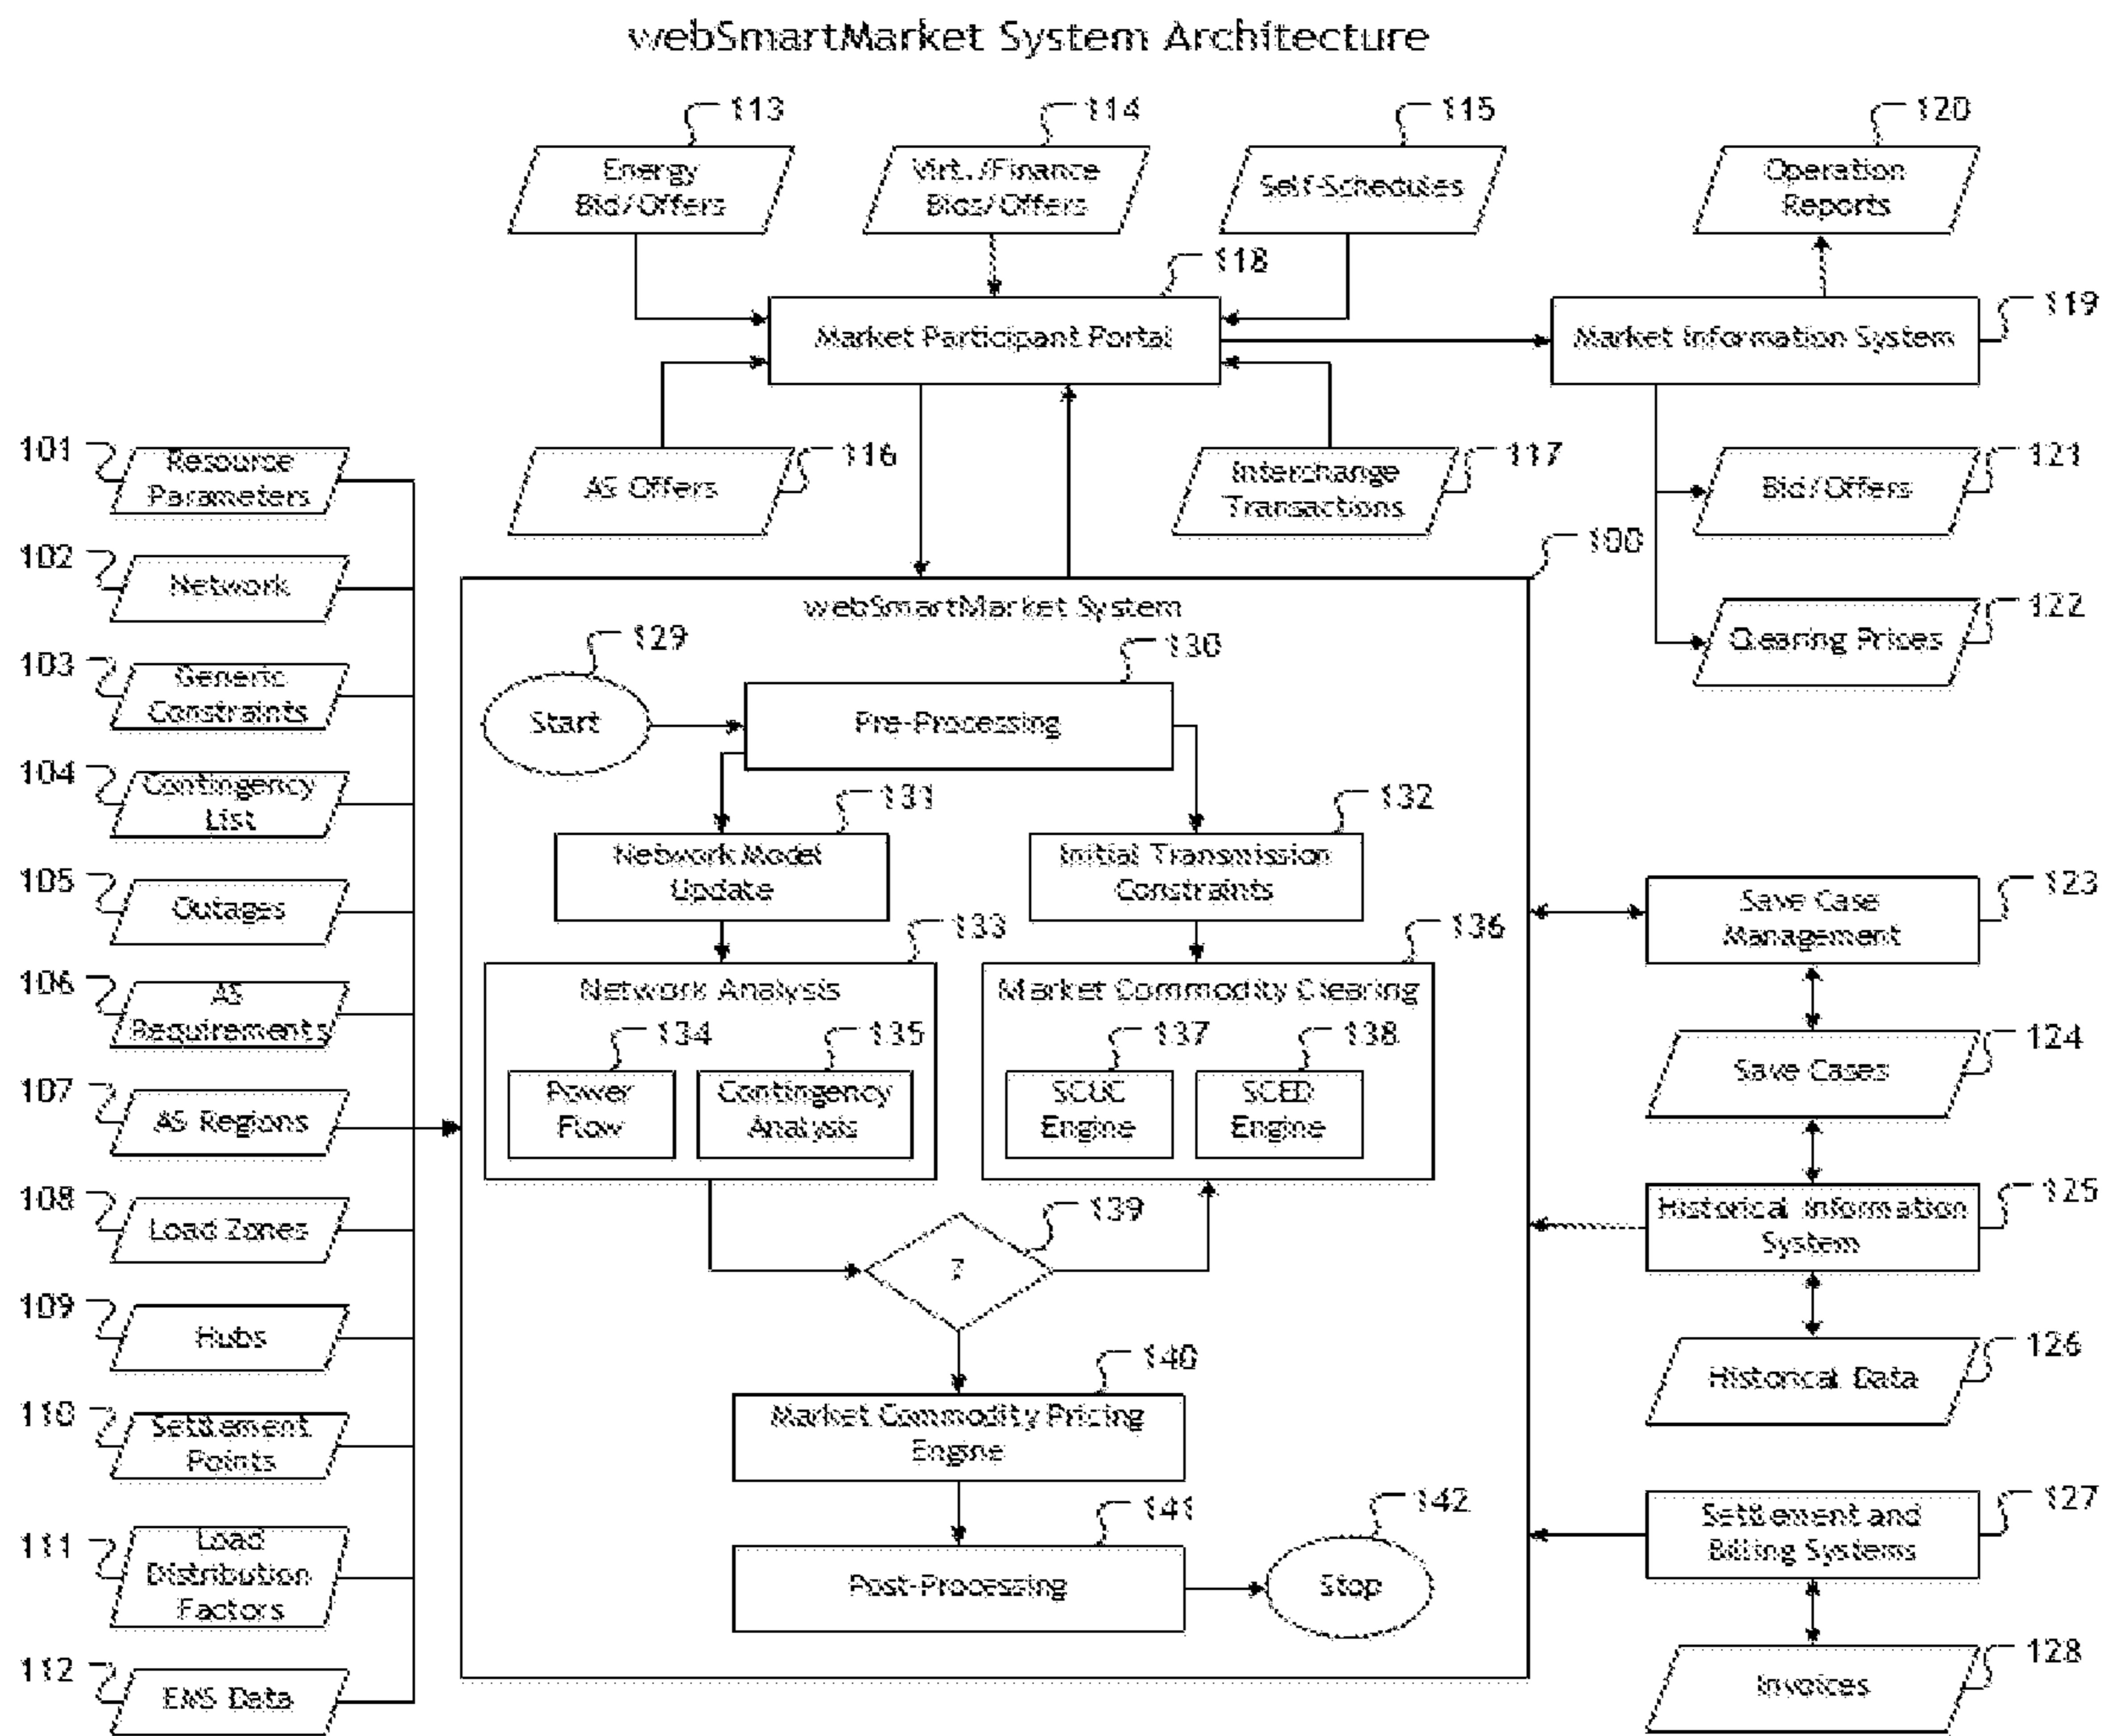 webSmartMarket System Architecture
113
114
115
120
Energy
Bid/Offers
Virt./Finance
Bids/Offers
Self-Schedules
Operation
Reports
118
119
Market Participant Portal
Market Information System
116
117
121
AS Offers
Interchange
Transactions
Bid/Offers
122
Clearing Prices
101
Resource
Parameters
102
Network
103
Generic
Constraints
104
Contingency
List
105
Outages
106
AS
Requirements
107
AS Regions
108
Load Zones
109
Hubs
110
Settlement
Points
111
Load
Distribution
Factors
112
EMS Data
100
webSmartMarket System
129
130
Start
Pre-Processing
131
132
Network Model
Update
Initial Transmission
Constraints
133
136
Network Analysis
Market Commodity Clearing
134
135
137
138
Power
Flow
Contingency
Analysis
SCUC
Engine
SCED
Engine
139
?
140
Market Commodity Pricing
Engine
141
142
Post-Processing
Stop
123
Save Case
Management
124
Save Cases
125
Historical Information
System
126
Historical Data
127
Settlement and
Billing Systems
128
Invoices